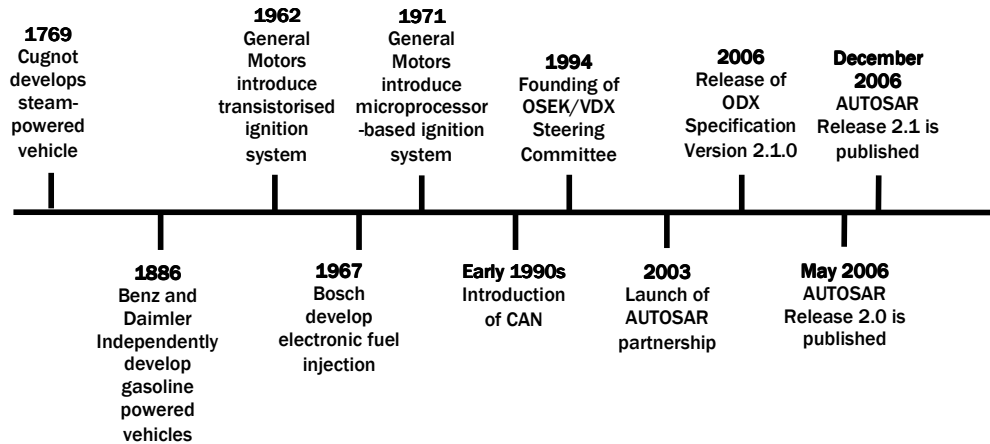 1769
Cugnot
develops
steam-
powered
vehicle
1962
General
Motors
introduce
transistorised
ignition
system
1971
General
Motors
introduce
microprocessor
-based ignition
system
1994
Founding of
OSEK/VDX
Steering
Committee
2006
Release of
ODX
Specification
Version 2.1.0
December
2006
AUTOSAR
Release 2.1 is
published
1886
Benz and
Daimler
Independently
develop
gasoline
powered
vehicles
1967
Bosch
develop
electronic fuel
injection
Early 1990s
Introduction
of CAN
2003
Launch of
AUTOSAR
partnership
May 2006
AUTOSAR
Release 2.0 is
published